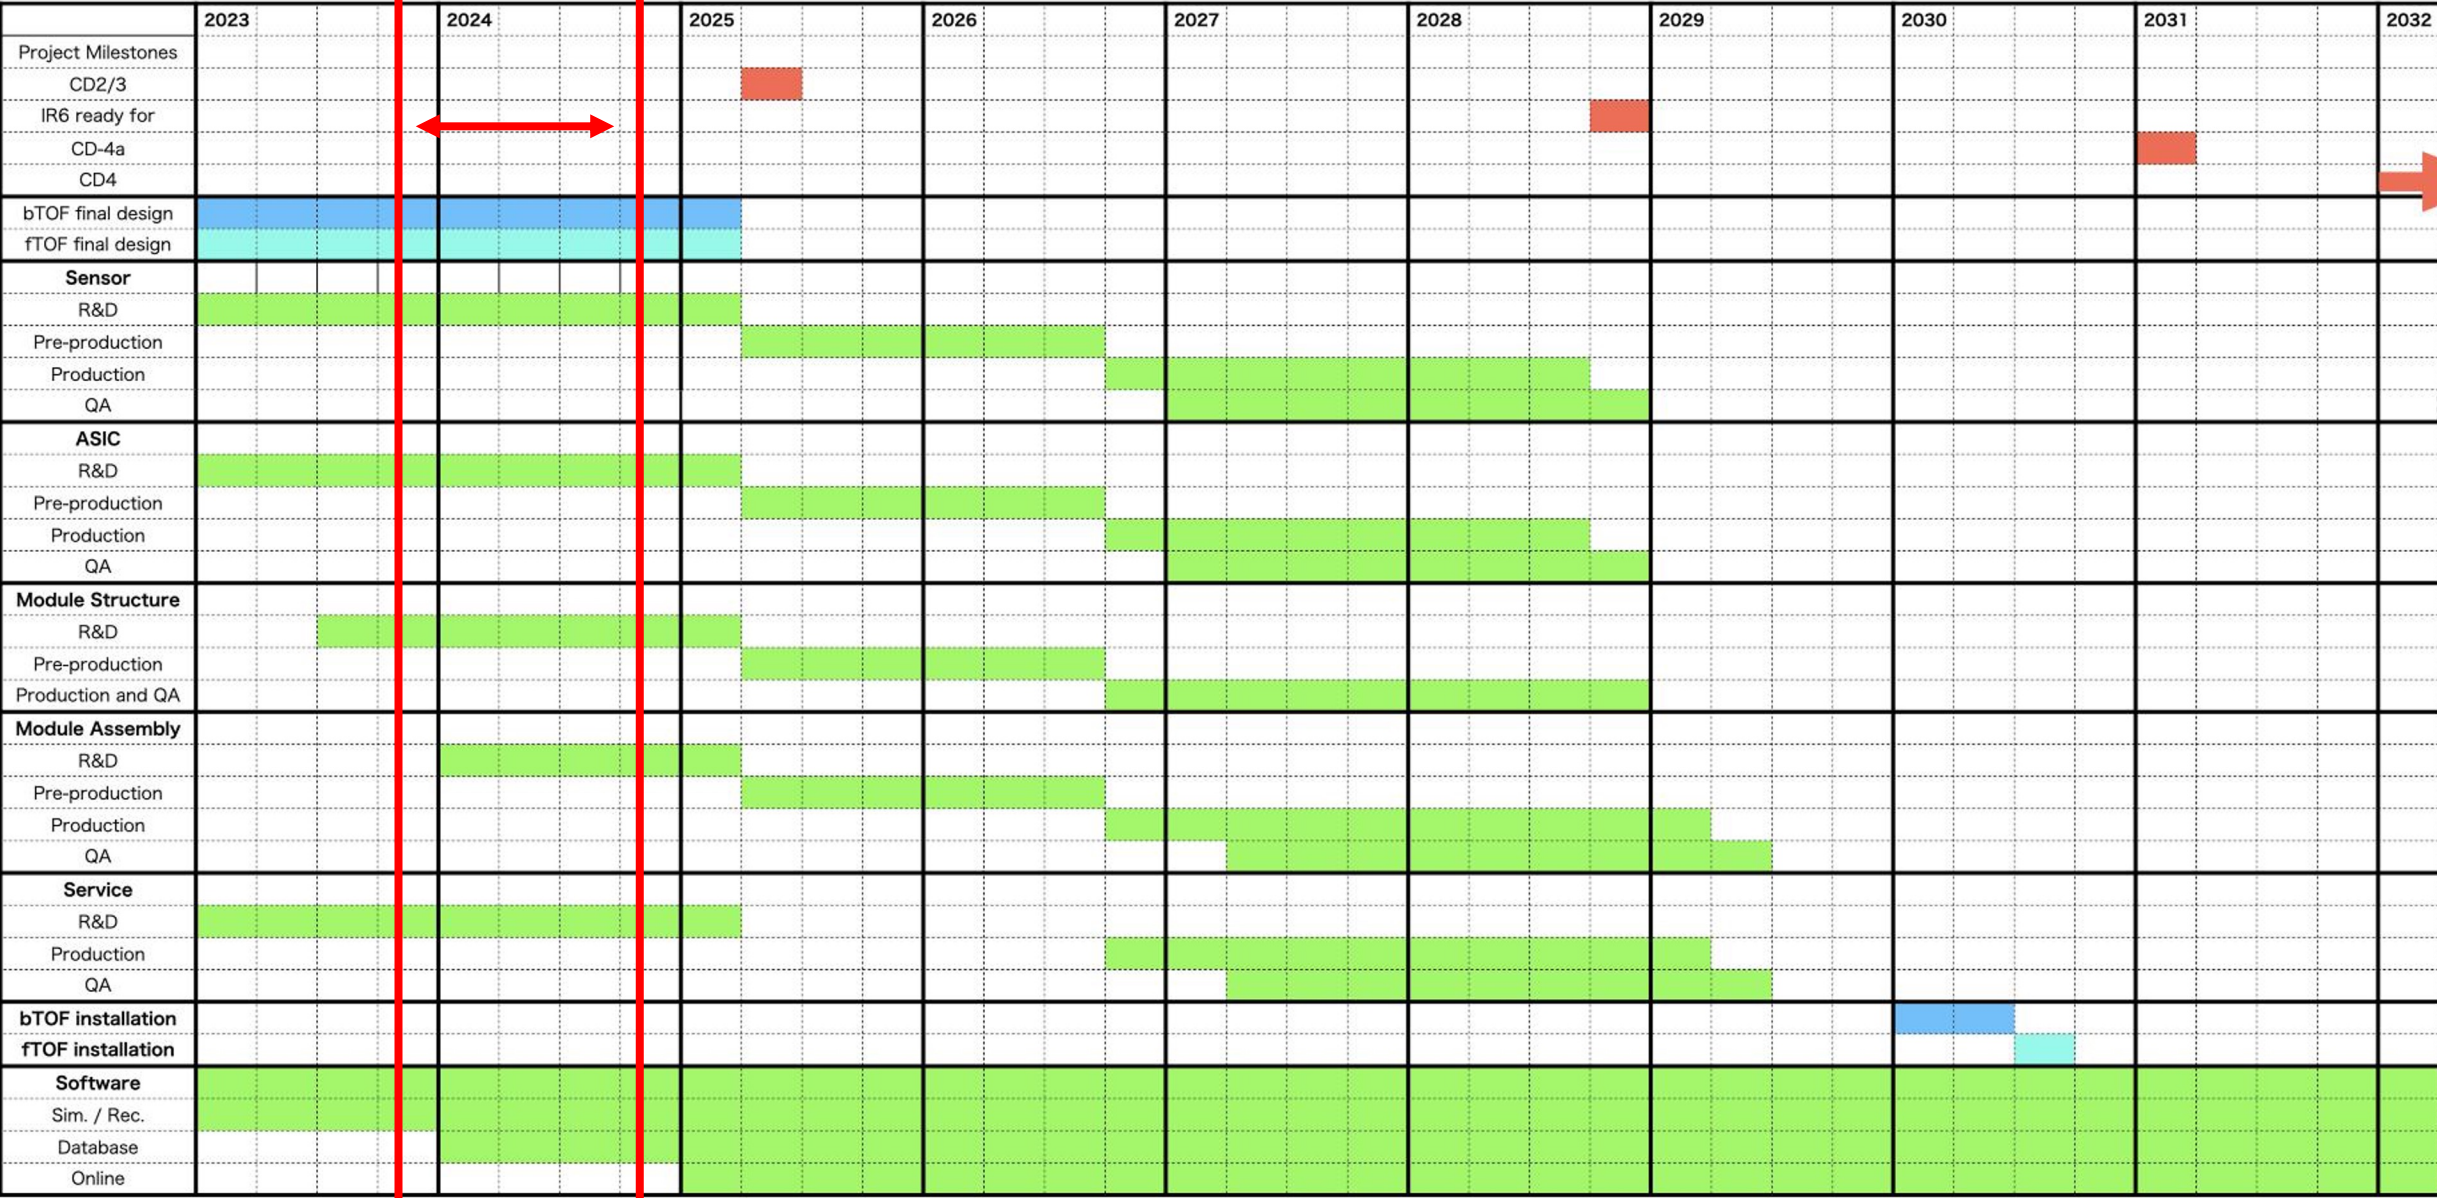 2023 2024 2025 2026 2027 2028 2029 2030 2031 2032
Project Milestones
CD2/3
IR6 ready for
CD-4a
CD4
bTOF final design
fTOF final design
Sensor
R&D
Pre-production
Production
QA
ASIC
R&D
Pre-production
Production
QA
Module Structure
R&D
Pre-production
Production and QA
Module Assembly
R&D
Pre-production
Production
QA
Service
R&D
Production
QA
bTOF installation
fTOF installation
Software
Sim. / Rec.
Database
Online